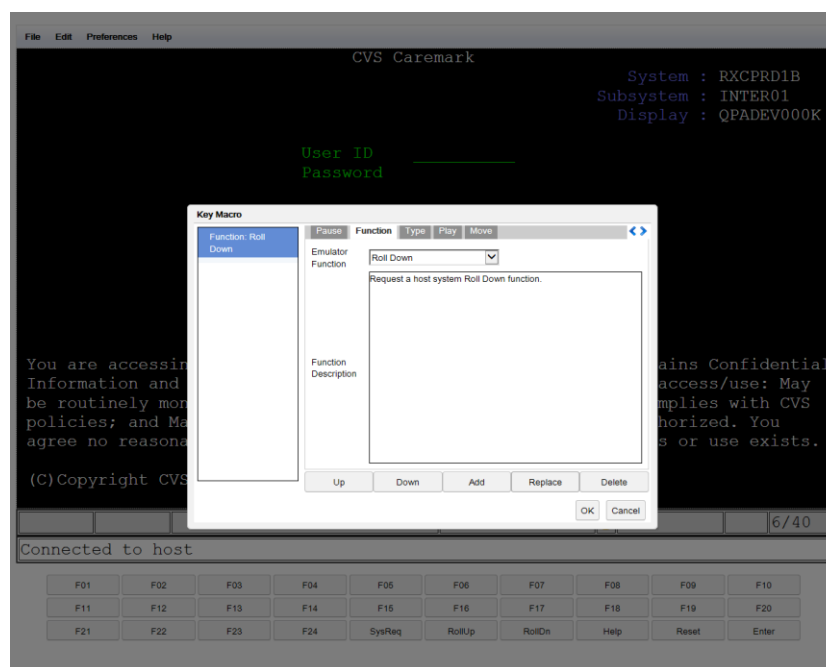 File Edit Preferences Help
CVS Caremark
System : RXCPRD1B
Subsystem : INTER01
Display : QPADEV000K
User ID
Password
Key Macro
Function: Roll
Down
Pause Function Type Play Move
Emulator
Function
Roll Down
Request a host system Roll Down function.
Function
Description
Up Down Add Replace Delete
OK Cancel
You are accessin ains Confidential
Information and access/use: May
be routinely mon mplies with CVS
policies; and Ma horized. You
agree no reasona s or use exists.
(C)Copyright CVS
6/40
Connected to host
F01 F02 F03 F04 F05 F06 F07 F08 F09 F10
F11 F12 F13 F14 F15 F16 F17 F18 F19 F20
F21 F22 F23 F24 SysReq RollUp RollDn Help Reset Enter